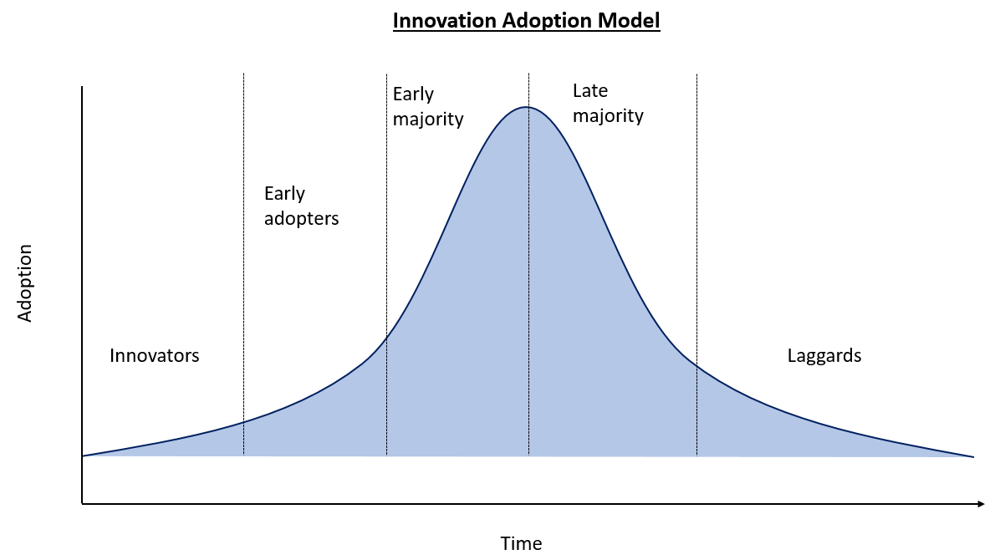 Innovation Adoption Model
Early
majority
Late
majority
Early
adopters
Adoption
Innovators
Laggards
Time